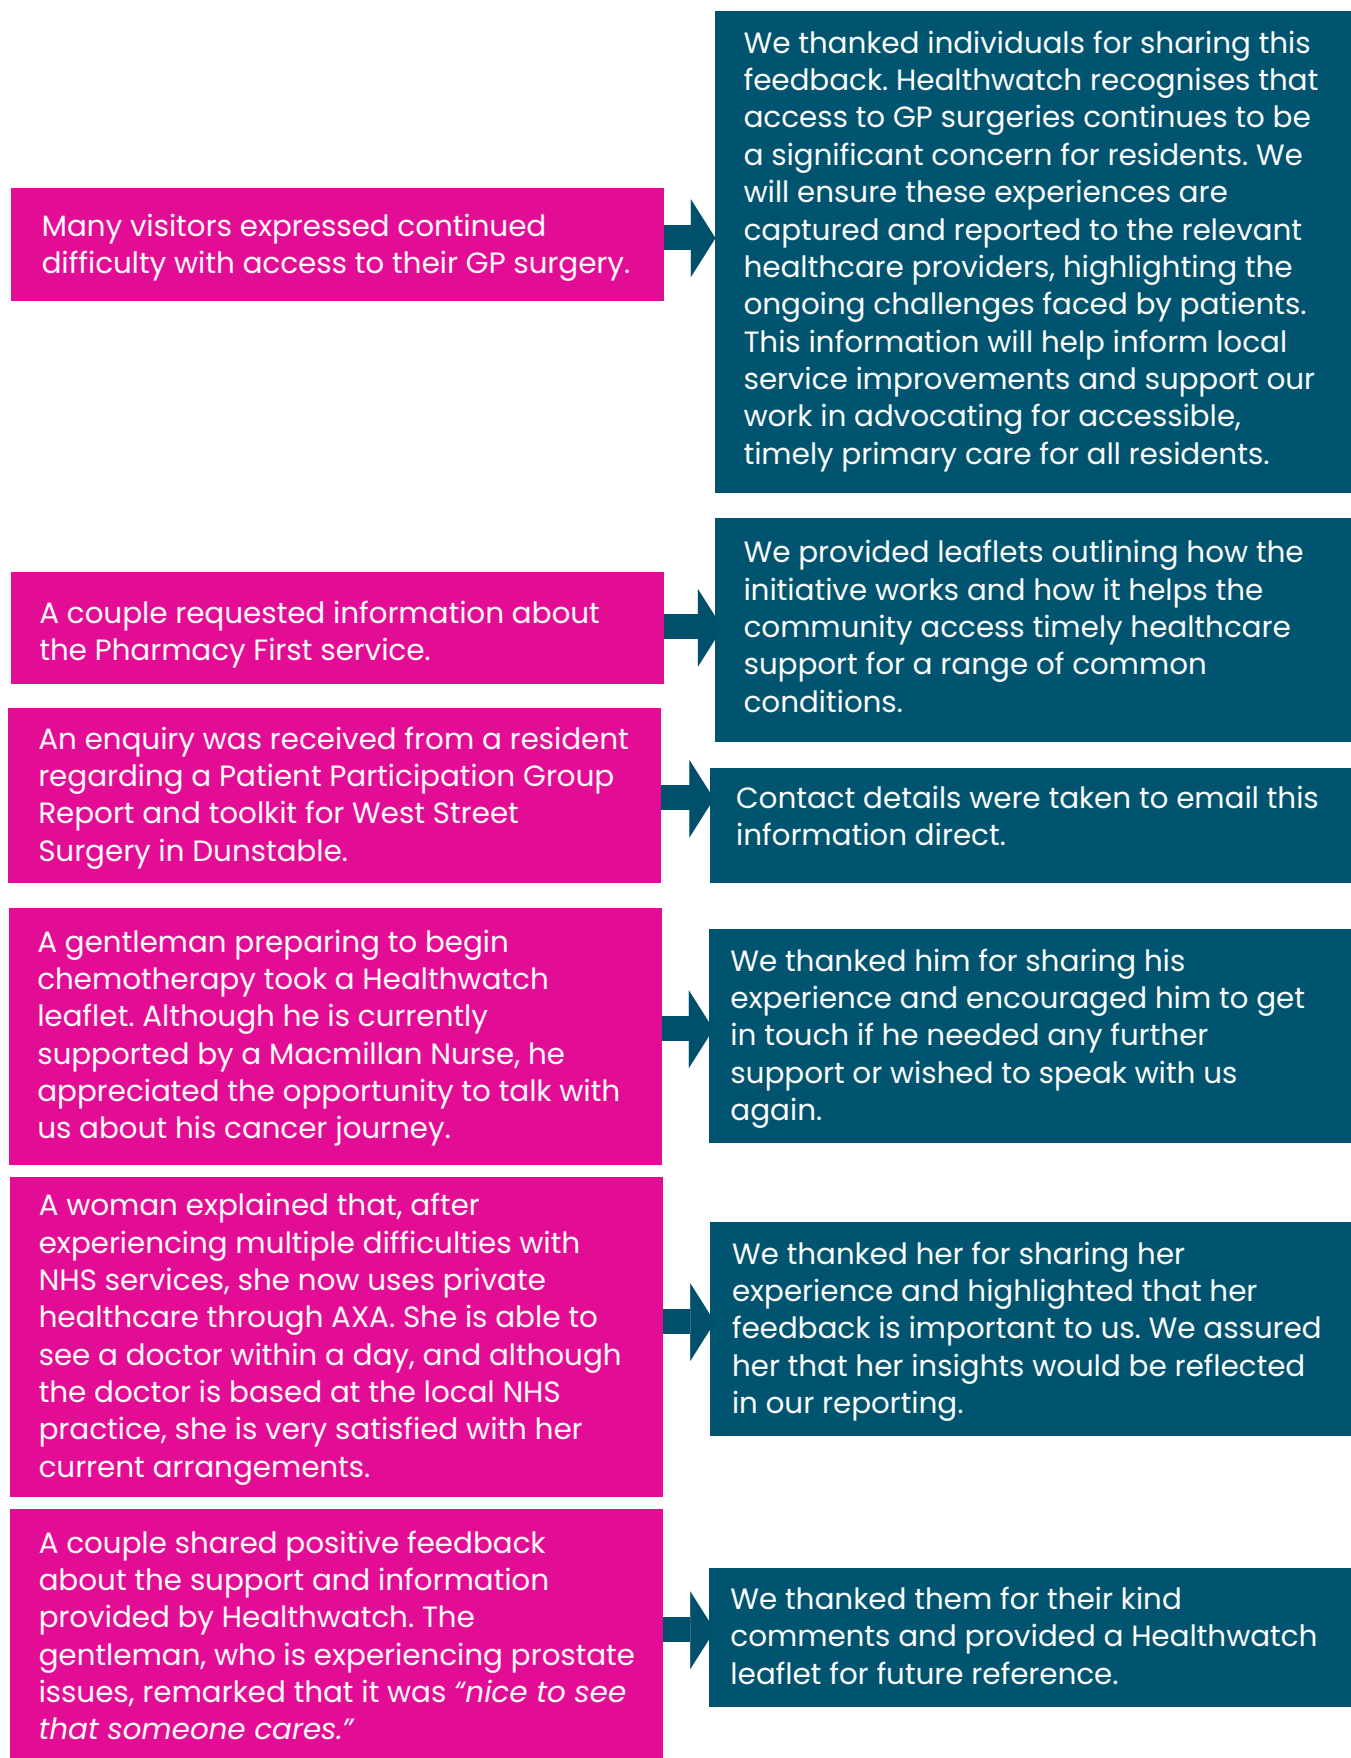 Many visitors expressed continued
difficulty with access to their GP surgery.
We thanked individuals for sharing this
feedback. Healthwatch recognises that
access to GP surgeries continues to be
a significant concern for residents. We
will ensure these experiences are
captured and reported to the relevant
healthcare providers, highlighting the
ongoing challenges faced by patients.
This information will help inform local
service improvements and support our
work in advocating for accessible,
timely primary care for all residents.
A couple requested information about
the Pharmacy First service.
We provided leaflets outlining how the
initiative works and how it helps the
community access timely healthcare
support for a range of common
conditions.
An enquiry was received from a resident
regarding a Patient Participation Group
Report and toolkit for West Street
Surgery in Dunstable.
Contact details were taken to email this
information direct.
A gentleman preparing to begin
chemotherapy took a Healthwatch
leaflet. Although he is currently
supported by a Macmillan Nurse, he
appreciated the opportunity to talk with
us about his cancer journey.
We thanked him for sharing his
experience and encouraged him to get
in touch if he needed any further
support or wished to speak with us
again.
A woman explained that, after
experiencing multiple difficulties with
NHS services, she now uses private
healthcare through AXA. She is able to
see a doctor within a day, and although
the doctor is based at the local NHS
practice, she is very satisfied with her
current arrangements.
We thanked her for sharing her
experience and highlighted that her
feedback is important to us. We assured
her that her insights would be reflected
in our reporting.
A couple shared positive feedback
about the support and information
provided by Healthwatch. The
gentleman, who is experiencing prostate
issues, remarked that it was “nice to see
that someone cares.”
We thanked them for their kind
comments and provided a Healthwatch
leaflet for future reference.